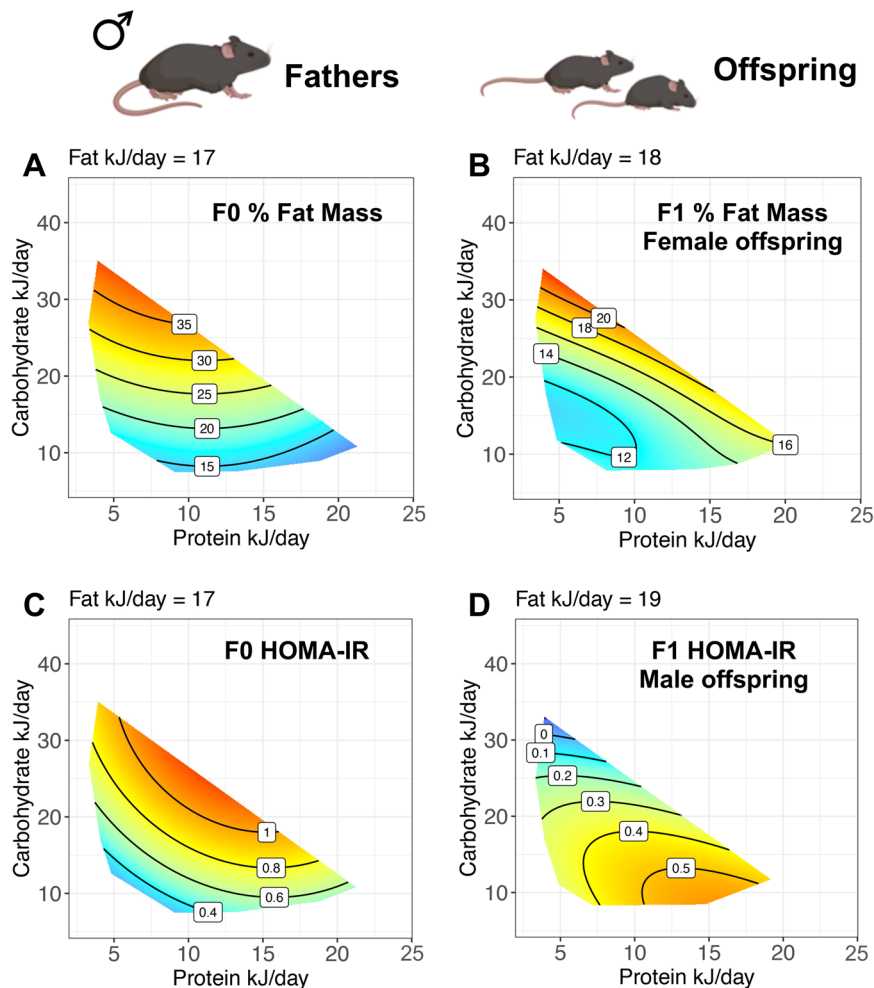 ♂
Fathers
Offspring
A
Fat kJ/day = 17
F0 % Fat Mass
Carbohydrate kJ/day
40
30
20
10
35
30
25
20
15
5 10 15 20 25
Protein kJ/day
B
Fat kJ/day = 18
F1 % Fat Mass
Female offspring
Carbohydrate kJ/day
40
30
20
10
20
18
14
16
12
5 10 15 20 25
Protein kJ/day
C
Fat kJ/day = 17
F0 HOMA-IR
Carbohydrate kJ/day
40
30
20
10
1
0.8
0.6
0.4
5 10 15 20 25
Protein kJ/day
D
Fat kJ/day = 19
F1 HOMA-IR
Male offspring
Carbohydrate kJ/day
40
30
20
10
0
0.1
0.2
0.3
0.4
0.5
5 10 15 20 25
Protein kJ/day